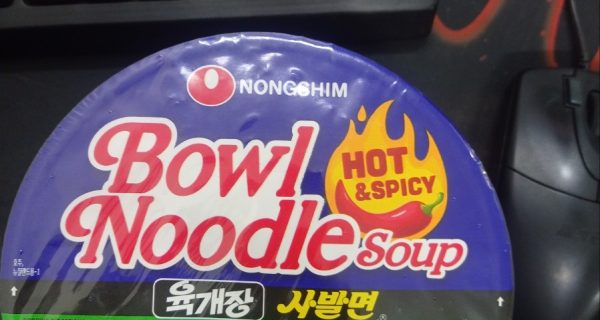 NONGSHIM
Bowl
Noodle Soup
HOT
& SPICY
육개장 사발면